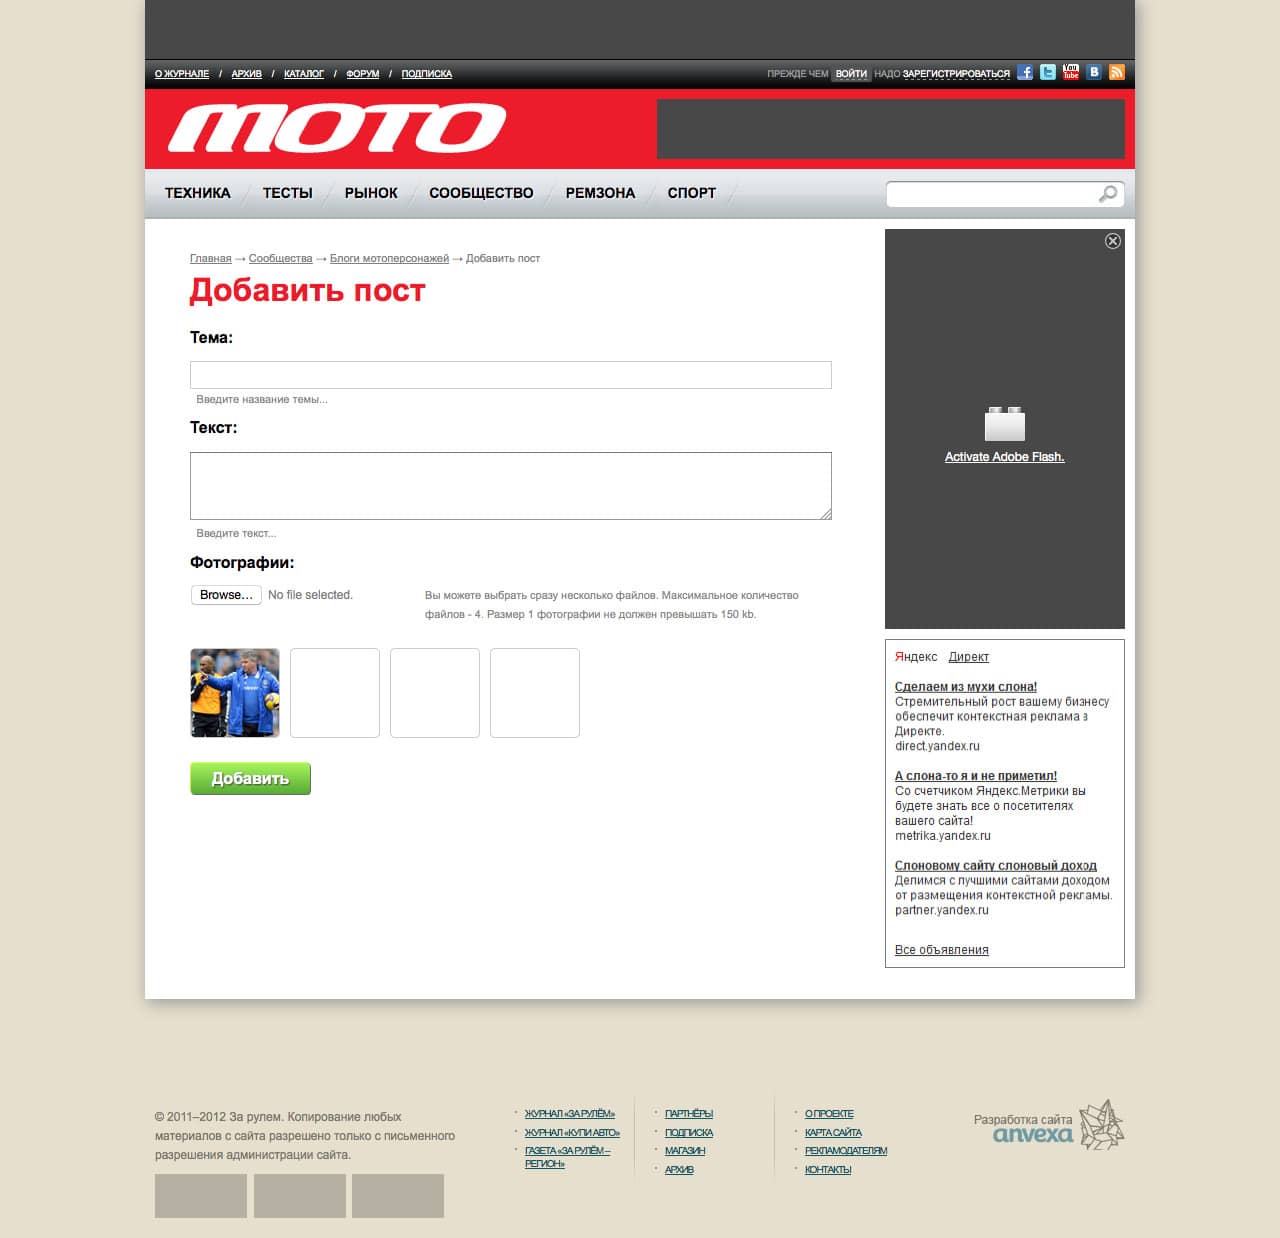 О ЖУРНАЛЕ / АРХИВ / КАТАЛОГ / ФОРУМ / ПОДПИСКА
ПРЕЖДЕ ЧЕМ ВОЙТИ НАДО ЗАРЕГИСТРИРОВАТЬСЯ
You Tube
МОТО
ТЕХНИКА ТЕСТЫ РЫНОК СООБЩЕСТВО РЕМЗОНА СПОРТ
Главная → Сообщества → Блоги мотоперсонажей → Добавить пост
Добавить пост
Тема:
Введите название темы...
Текст:
Введите текст...
Фотографии:
Browse... No file selected.
Вы можете выбрать сразу несколько файлов. Максимальное количество
файлов - 4. Размер 1 фотографии не должен превышать 150 kb.
Добавить
Activate Adobe Flash.
Яндекс Директ
Сделаем из мухи слона!
Стремительный рост вашему бизнесу
обеспечит контекстная реклама в
Директе.
direct.yandex.ru
А слона-то я и не приметил!
Со счетчиком Яндекс.Метрики вы
будете знать все о посетителях
вашего сайта!
metrika.yandex.ru
Слоновому сайту слоновый доход
Делимся с лучшими сайтами доходом
от размещения контекстной рекламы.
partner.yandex.ru
Все объявления
© 2011–2012 За рулем. Копирование любых
материалов с сайта разрешено только с письменного
разрешения администрации сайта.
ЖУРНАЛ «ЗА РУЛЁМ»
ЖУРНАЛ «КУПИ АВТО»
ГАЗЕТА «ЗА РУЛЁМ –
РЕГИОН»
ПАРТНЁРЫ
ПОДПИСКА
МАГАЗИН
АРХИВ
О ПРОЕКТЕ
КАРТА САЙТА
РЕКЛАМОДАТЕЛЯМ
КОНТАКТЫ
Разработка сайта
anvexa